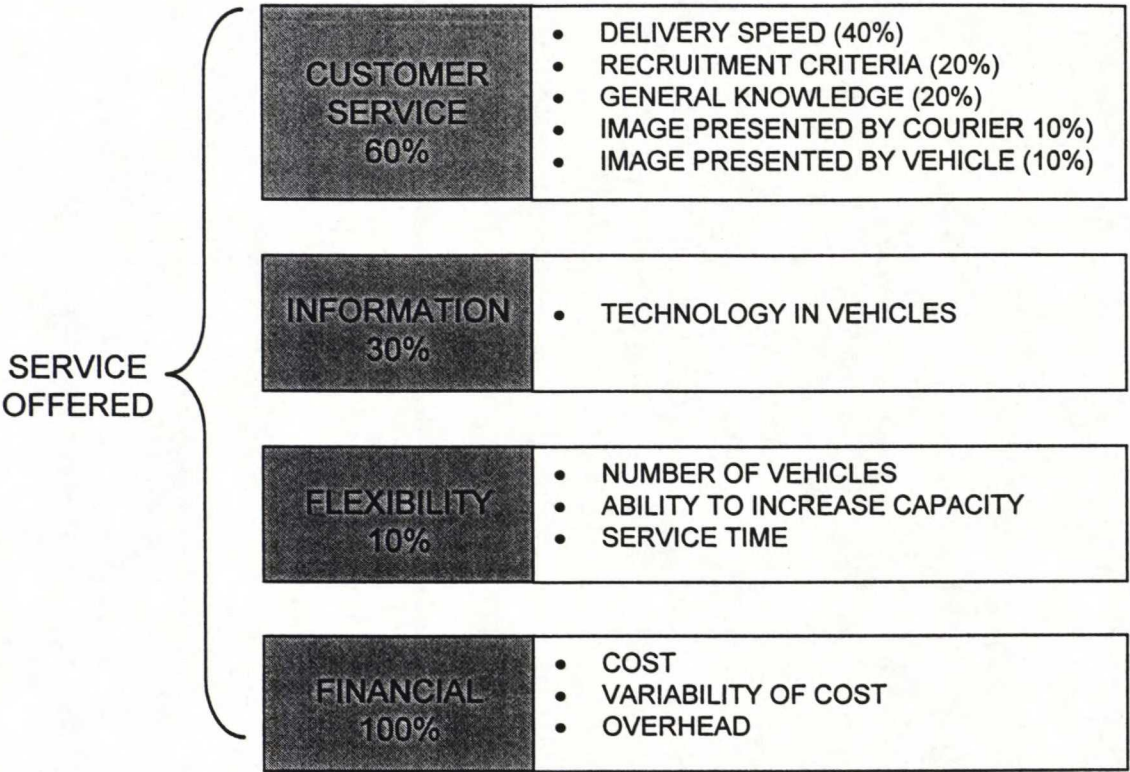 SERVICE
OFFERED
CUSTOMER
SERVICE
60%
• DELIVERY SPEED (40%)
• RECRUITMENT CRITERIA (20%)
• GENERAL KNOWLEDGE (20%)
• IMAGE PRESENTED BY COURIER 10%)
• IMAGE PRESENTED BY VEHICLE (10%)
INFORMATION
30%
• TECHNOLOGY IN VEHICLES
FLEXIBILITY
10%
• NUMBER OF VEHICLES
• ABILITY TO INCREASE CAPACITY
• SERVICE TIME
FINANCIAL
100%
• COST
• VARIABILITY OF COST
• OVERHEAD